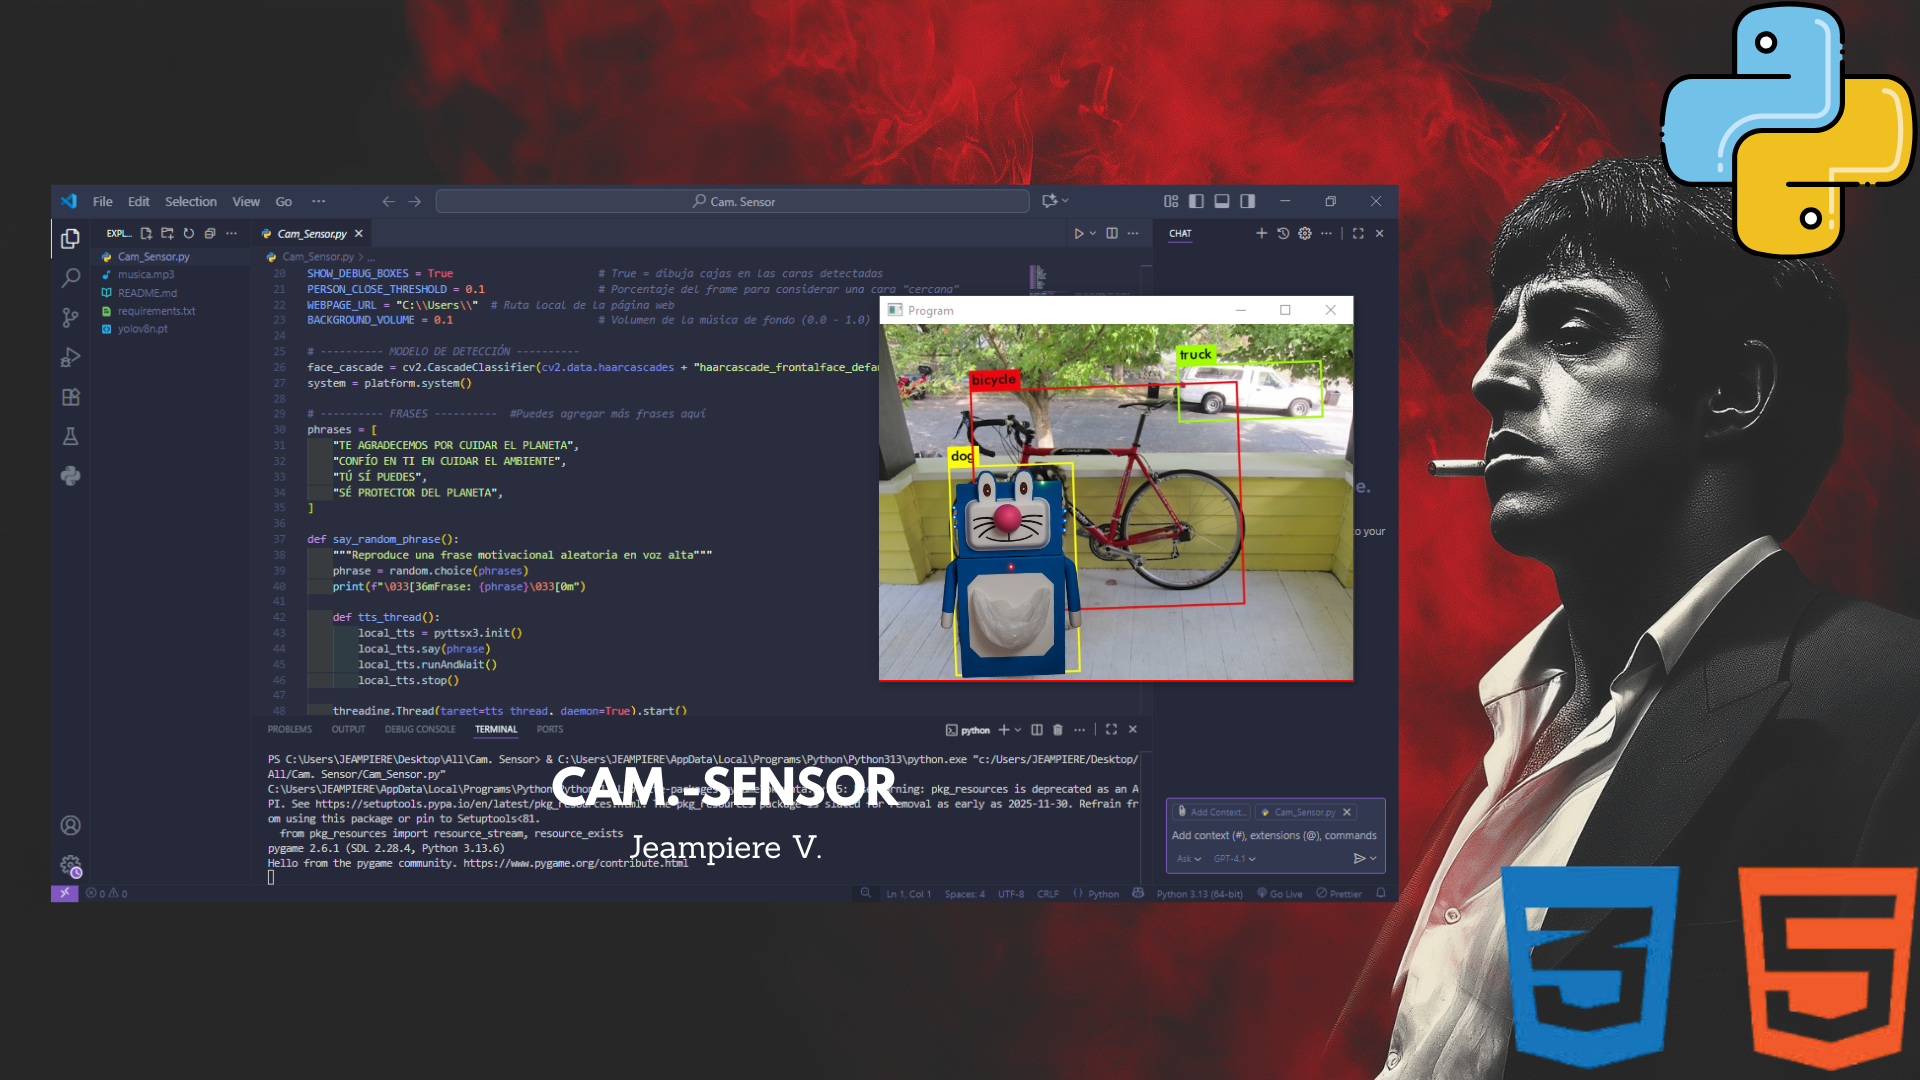 File Edit Selection View Go ···
Cam. Sensor
EXPL...
Cam_Sensor.py
musica.mp3
README.md
requirements.txt
yolov8n.pt
Cam_Sensor.py
Cam_Sensor.py > ...
20 SHOW_DEBUG_BOXES = True # True = dibuja cajas en las caras detectadas
21 PERSON_CLOSE_THRESHOLD = 0.1 # Porcentaje del frame para considerar una cara "cercana"
22 WEBPAGE_URL = "C:\\Users\\" # Ruta local de la página web
23 BACKGROUND_VOLUME = 0.1 # Volumen de la música de fondo (0.0 - 1.0)
24
25 # ---------- MODELO DE DETECCIÓN ----------
26 face_cascade = cv2.CascadeClassifier(cv2.data.haarcascades + "haarcascade_frontalface_defau
27 system = platform.system()
28
29 # ---------- FRASES ---------- #Puedes agregar más frases aquí
30 phrases = [
31 "TE AGRADECEMOS POR CUIDAR EL PLANETA",
32 "CONFÍO EN TI EN CUIDAR EL AMBIENTE",
33 "TÚ SÍ PUEDES",
34 "SÉ PROTECTOR DEL PLANETA",
35 ]
36
37 def say_random_phrase():
38 """Reproduce una frase motivacional aleatoria en voz alta"""
39 phrase = random.choice(phrases)
40 print(f"\033[36mFrase: {phrase}\033[0m")
41
42 def tts_thread():
43 local_tts = pyttsx3.init()
44 local_tts.say(phrase)
45 local_tts.runAndWait()
46 local_tts.stop()
47
48 threading.Thread(target=tts_thread, daemon=True).start()
Program
truck
bicycle
dog
CHAT
e.
o your
PROBLEMS OUTPUT DEBUG CONSOLE TERMINAL PORTS
python
PS C:\Users\JEAMPIERE\Desktop\All\Cam. Sensor> & C:\Users\JEAMPIERE\AppData\Local\Programs\Python\Python313\python.exe "c:/Users/JEAMPIERE/Desktop/
All/Cam. Sensor/Cam_Sensor.py"
C:\Users\JEAMPIERE\AppData\Local\Programs\Python pkg_resources is deprecated as an A
PI. See https://setuptools.pypa.io/en/latest/pkg_resources.html. The pkg_resources package is slated for removal as early as 2025-11-30. Refrain fr
om using this package or pin to Setuptools<81.
from pkg_resources import resource_stream, resource_exists
pygame 2.6.1 (SDL 2.28.4, Python 3.13.6)
Hello from the pygame community. https://www.pygame.org/contribute.html
CAM.-SENSOR
Jeampiere V.
Add Context... Cam_Sensor.py
Add context (#), extensions (@), commands
Ask GPT-4.1
0 0
Ln 1, Col 1 Spaces: 4 UTF-8 CRLF Python Python 3.13 (64-bit) Go Live Prettier